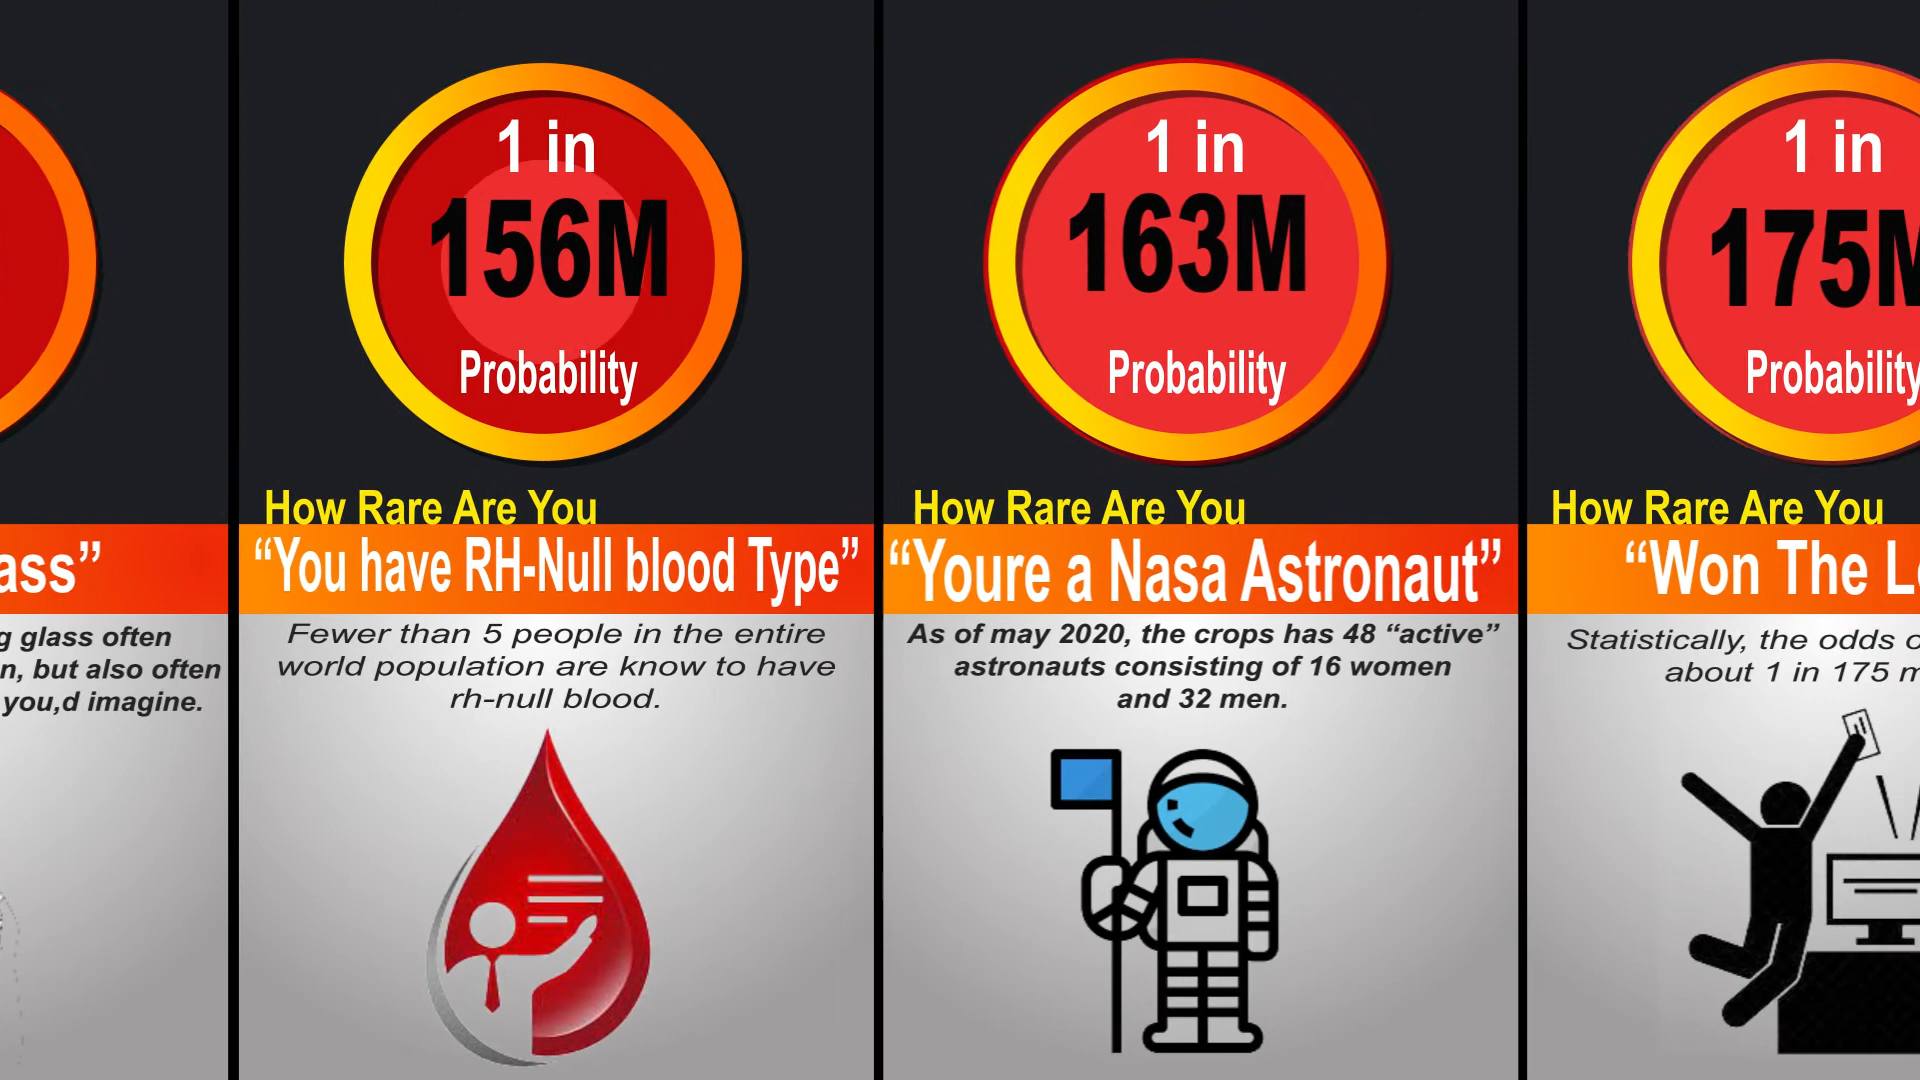 ass”
g glass often
n, but also often
you,d imagine.
1 in
156M
Probability
How Rare Are You
“You have RH-Null blood Type”
Fewer than 5 people in the entire
world population are know to have
rh-null blood.
1 in
163M
Probability
How Rare Are You
“Youre a Nasa Astronaut”
As of may 2020, the crops has 48 “active”
astronauts consisting of 16 women
and 32 men.
1 in
175M
Probability
How Rare Are You
“Won The L
Statistically, the odds o
about 1 in 175 m